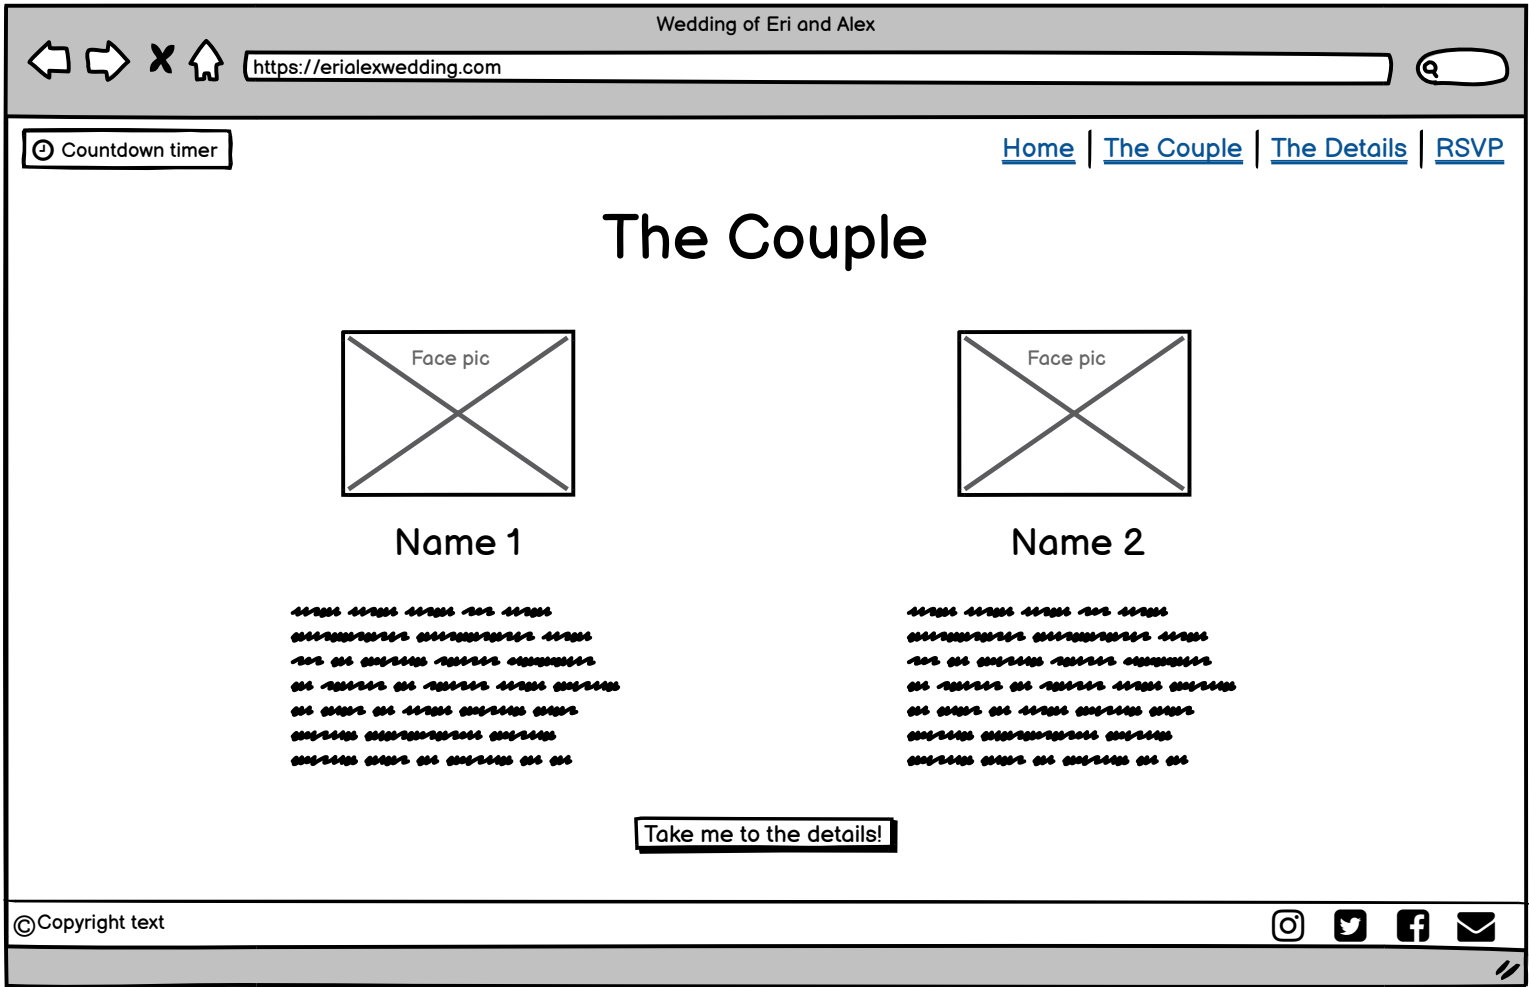 Wedding of Eri and Alex
https://erialexwedding.com
Countdown timer
Home | The Couple | The Details | RSVP
The Couple
Face pic
Face pic
Name 1
Name 2
Take me to the details!
©Copyright text